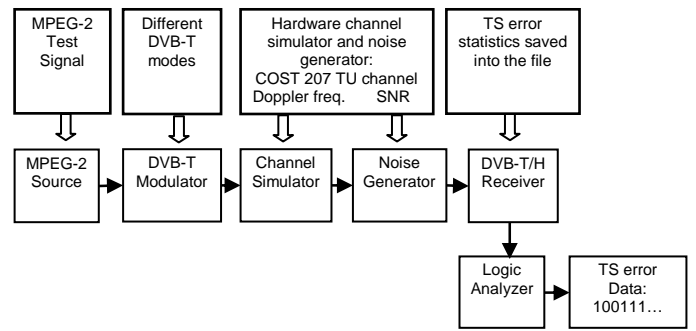 MPEG-2
Test
Signal
Different
DVB-T
modes
Hardware channel
simulator and noise
generator:
COST 207 TU channel
Doppler freq. SNR
TS error
statistics saved
into the file
MPEG-2
Source
DVB-T
Modulator
Channel
Simulator
Noise
Generator
DVB-T/H
Receiver
Logic
Analyzer
TS error
Data:
100111…